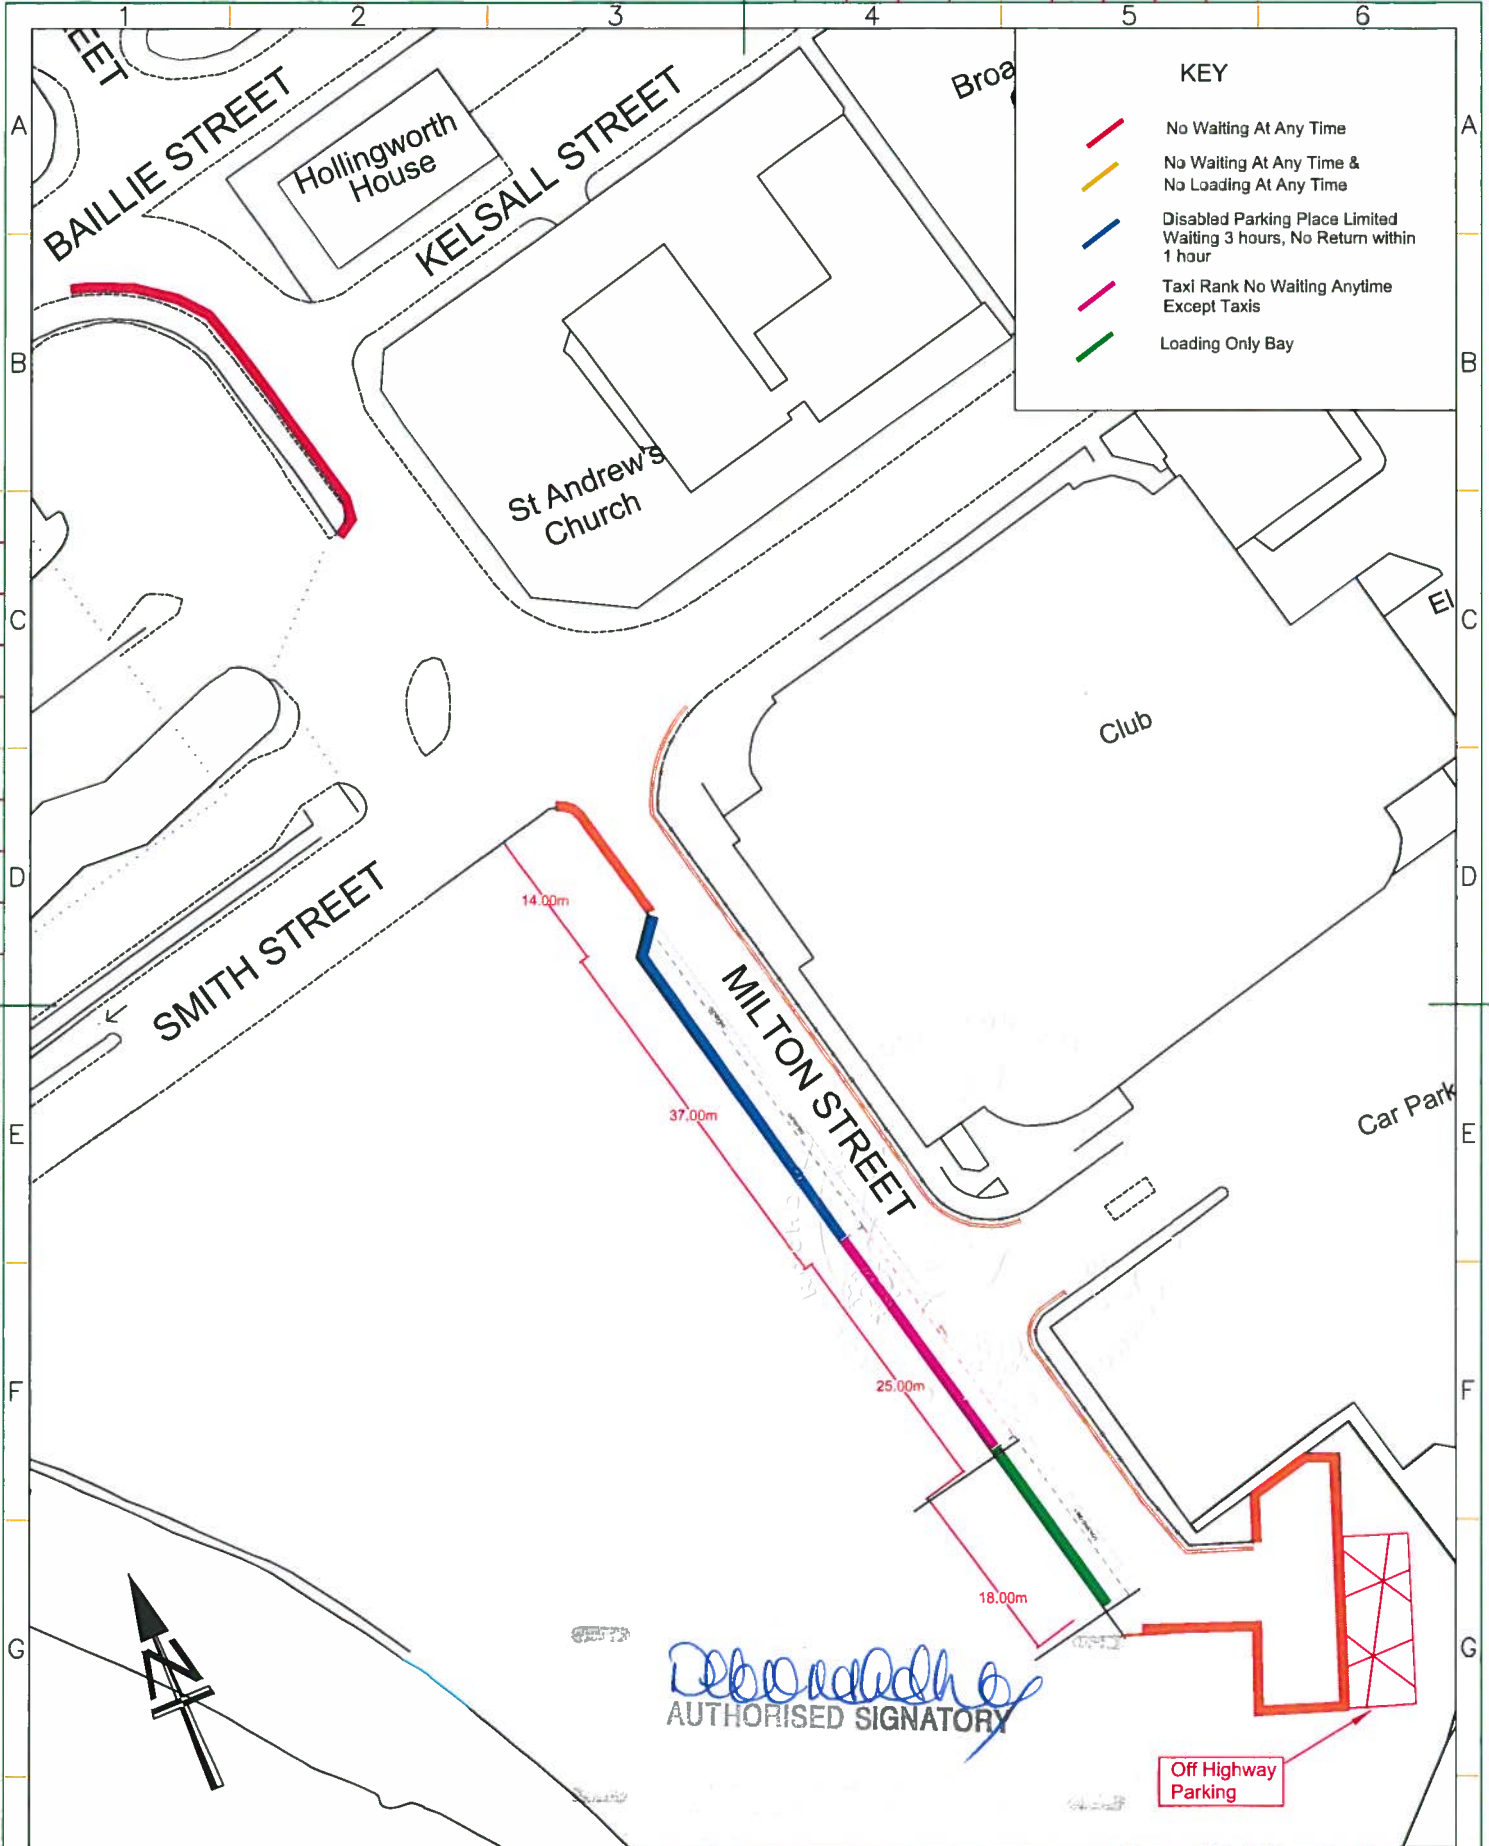 1 2 3 4 5 6
A
B
C
D
E
F
G
A
B
C
D
E
F
G
EET
BAILLIE STREET
Hollingworth
House
KELSALL STREET
Broa
KEY
No Waiting At Any Time
No Waiting At Any Time &
No Loading At Any Time
Disabled Parking Place Limited
Waiting 3 hours, No Return within
1 hour
Taxi Rank No Waiting Anytime
Except Taxis
Loading Only Bay
St Andrew's
Church
El
Club
14.00m
SMITH STREET
MILTON STREET
37.00m
Car Park
25.00m
18.00m
N
AUTHORISED SIGNATORY
Off Highway
Parking